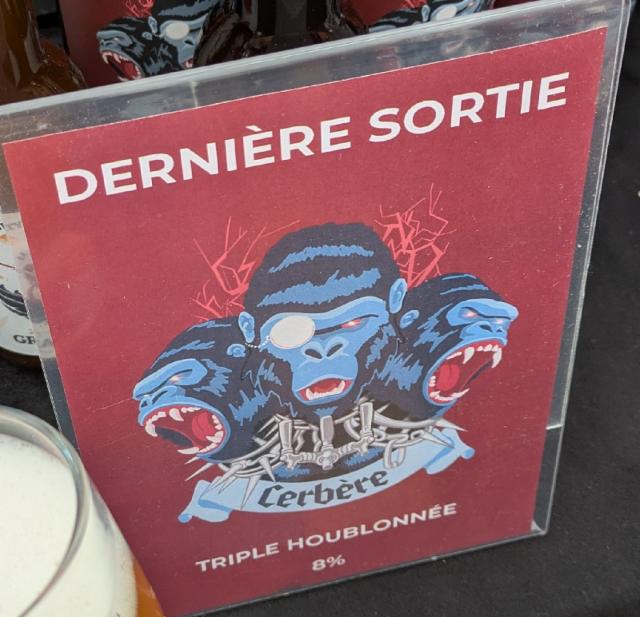 DERNIÈRE SORTIE
Cerbère
TRIPLE HOUBLONNÉE
8%